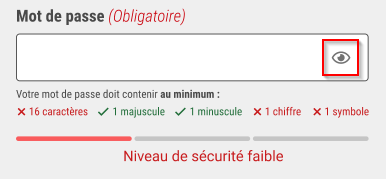 Mot de passe (Obligatoire)
Votre mot de passe doit contenir au minimum :
16 caractères 1 majuscule 1 minuscule 1 chiffre 1 symbole
Niveau de sécurité faible